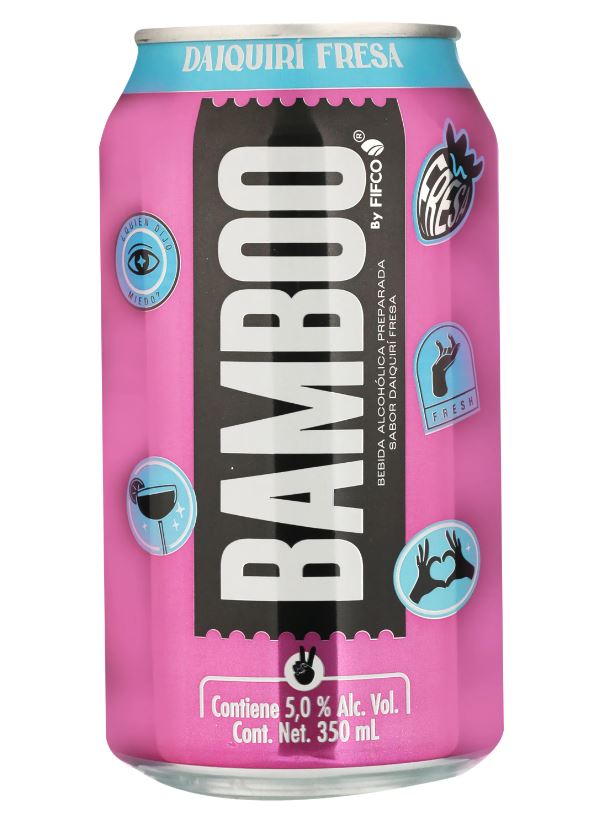 DAIQUIRÍ FRESA
BAMBOO®
By FIFCO
BEBIDA ALCOHÓLICA PREPARADA
SABOR DAIQUIRÍ FRESA
¿QUIÉN DIJO
MIEDO?
FRESA
FRESH
Contiene 5,0 % Alc. Vol.
Cont. Net. 350 mL